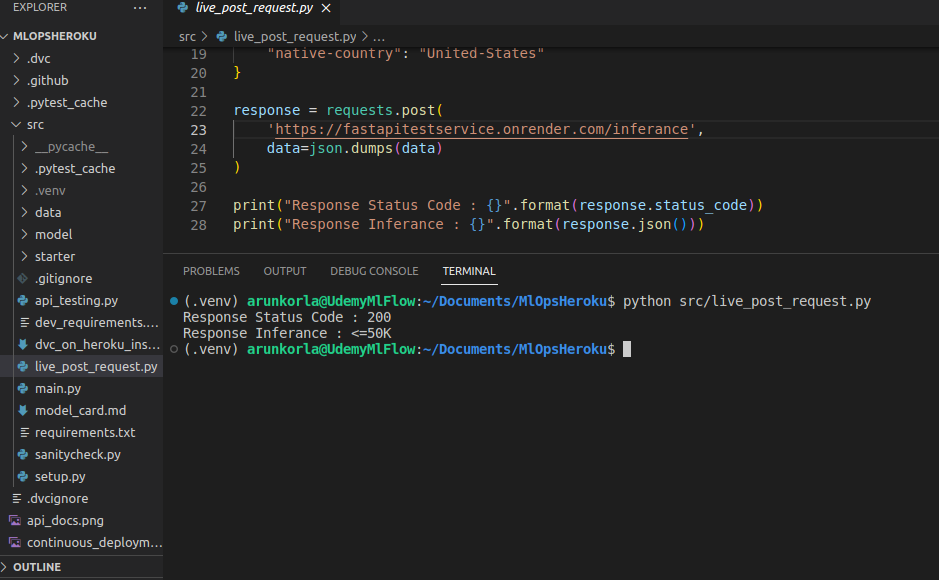 EXPLORER ...
MLOPSHEROKU
.dvc
.github
.pytest_cache
src
__pycache__
.pytest_cache
.venv
data
model
starter
.gitignore
api_testing.py
dev_requirements....
dvc_on_heroku_ins...
live_post_request.py
main.py
model_card.md
requirements.txt
sanitycheck.py
setup.py
.dvcignore
api_docs.png
continuous_deploym...
OUTLINE
live_post_request.py
src > live_post_request.py > ...
19 "native-country": "United-States"
20 }
21
22 response = requests.post(
23 'https://fastapitestservice.onrender.com/inferance',
24 data=json.dumps(data)
25 )
26
27 print("Response Status Code : {}".format(response.status_code))
28 print("Response Inferance : {}".format(response.json()))
PROBLEMS OUTPUT DEBUG CONSOLE TERMINAL
(.venv) arunkorla@UdemyMlFlow:~/Documents/MlOpsHeroku$ python src/live_post_request.py
Response Status Code : 200
Response Inferance : <=50K
(.venv) arunkorla@UdemyMlFlow:~/Documents/MlOpsHeroku$